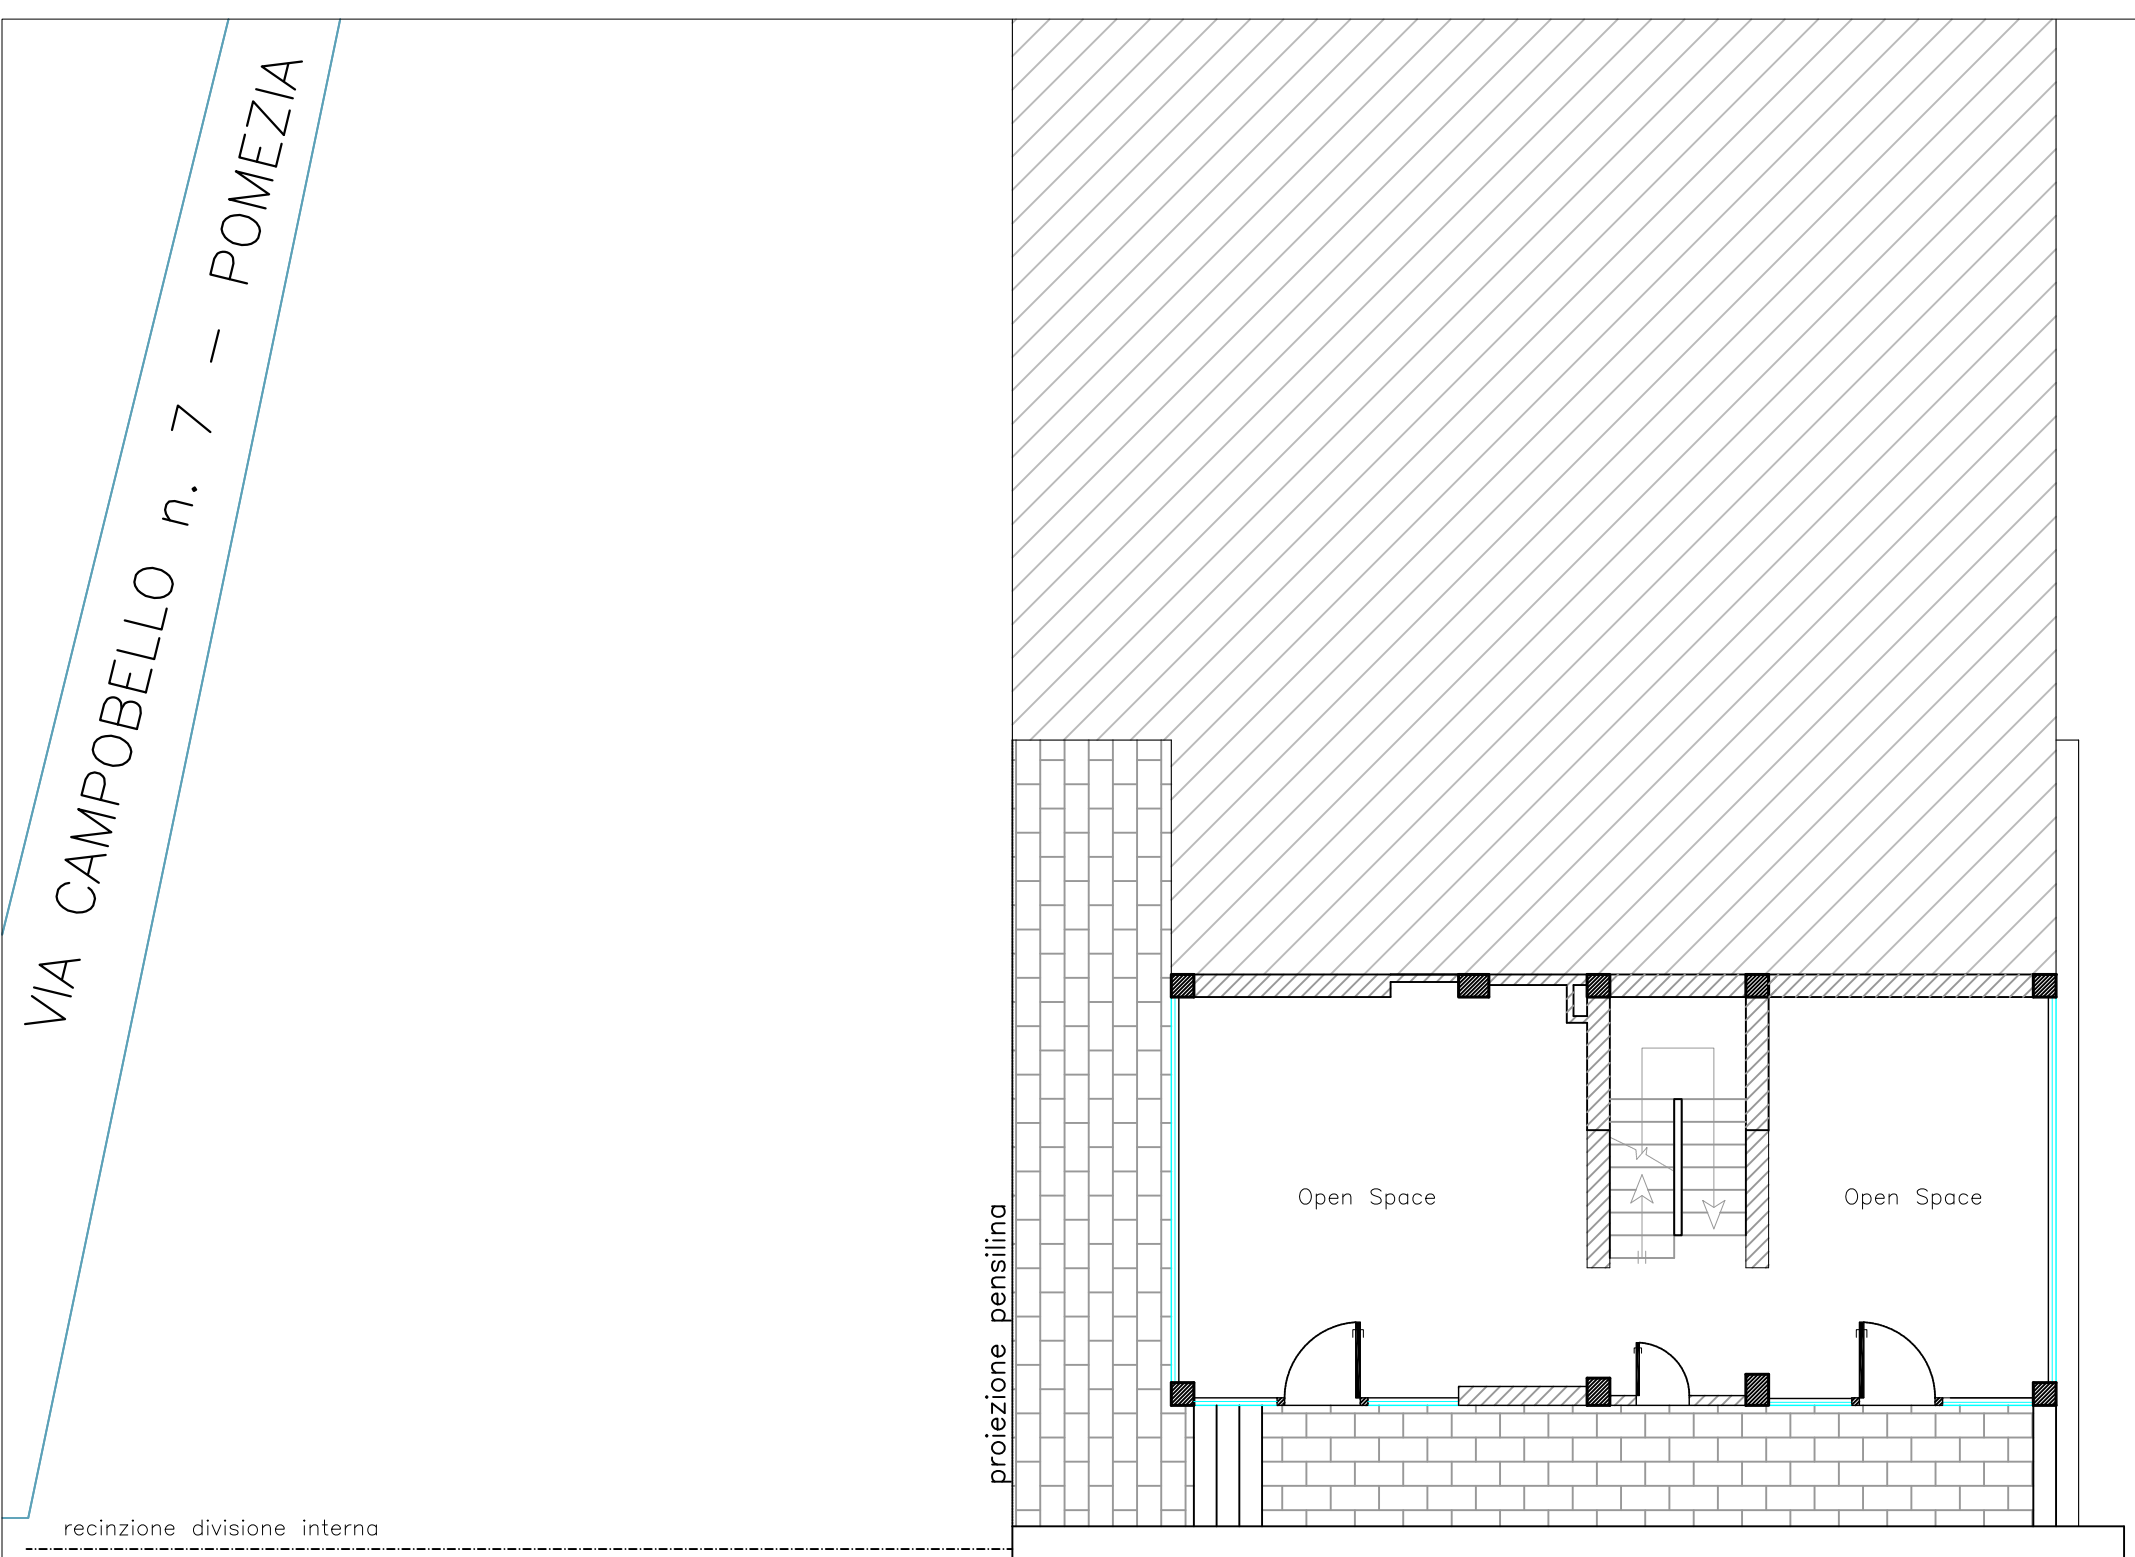 VIA CAMPOBELLO n. 7 – POMEZIA
Open Space
Open Space
proiezione pensilina
recinzione divisione interna